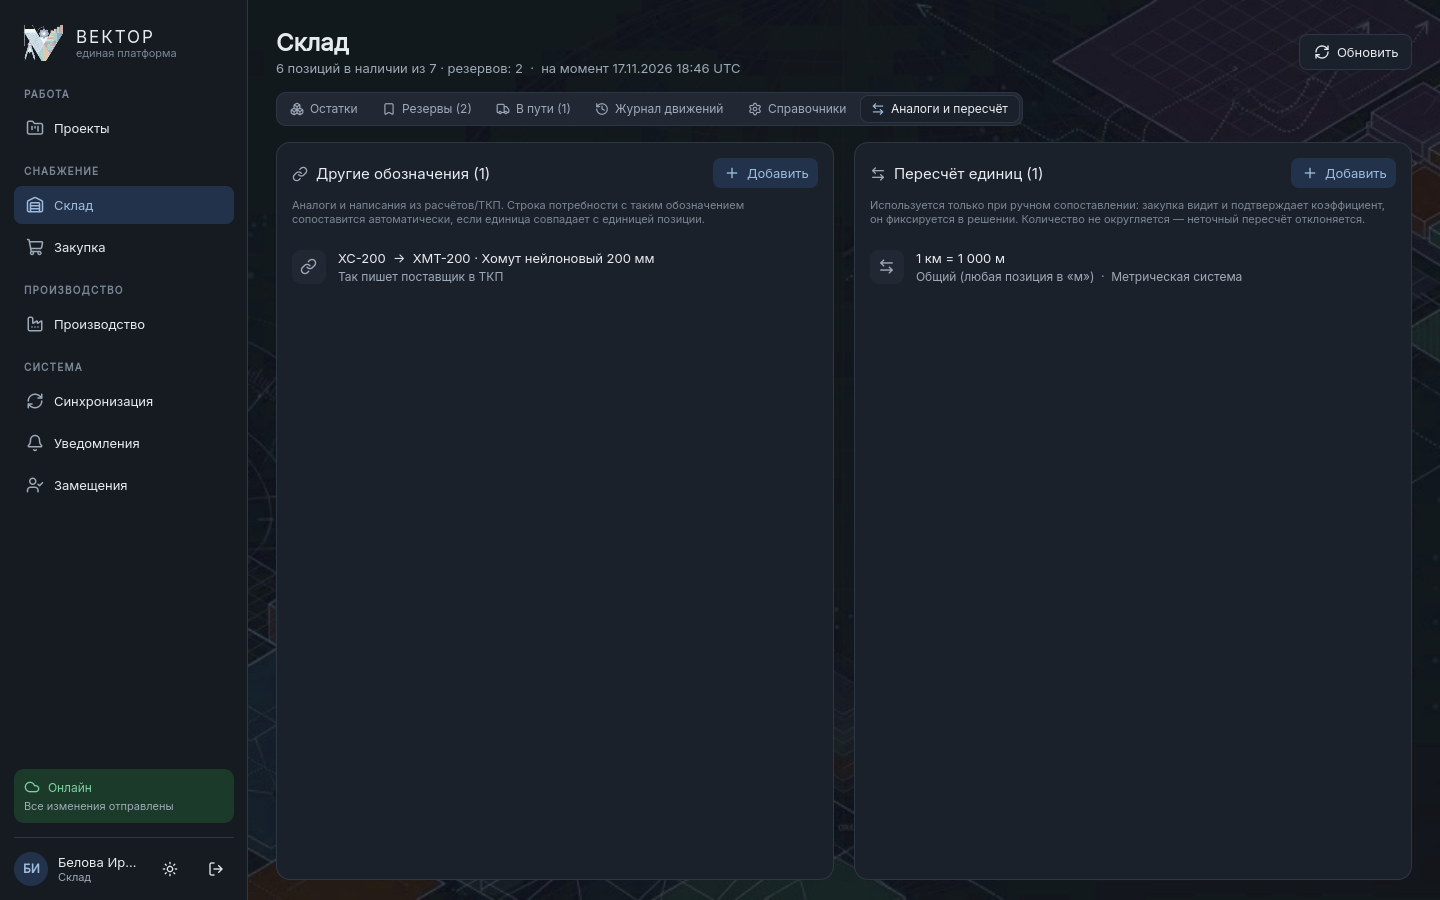 ВЕКТОР
единая платформа
РАБОТА
Проекты
СНАБЖЕНИЕ
Склад
Закупка
ПРОИЗВОДСТВО
Производство
СИСТЕМА
Синхронизация
Уведомления
Замещения
Онлайн
Все изменения отправлены
БИ
Белова Ир...
Склад
Склад
6 позиций в наличии из 7 · резервов: 2 · на момент 17.11.2026 18:46 UTC
Обновить
Остатки
Резервы (2)
В пути (1)
Журнал движений
Справочники
Аналоги и пересчёт
Другие обозначения (1)
Добавить
Аналоги и написания из расчётов/ТКП. Строка потребности с таким обозначением
сопоставится автоматически, если единица совпадает с единицей позиции.
ХС-200 → ХМТ-200 · Хомут нейлоновый 200 мм
Так пишет поставщик в ТКП
Пересчёт единиц (1)
Добавить
Используется только при ручном сопоставлении: закупка видит и подтверждает коэффициент,
он фиксируется в решении. Количество не округляется — неточный пересчёт отклоняется.
1 км = 1 000 м
Общий (любая позиция в «м») · Метрическая система